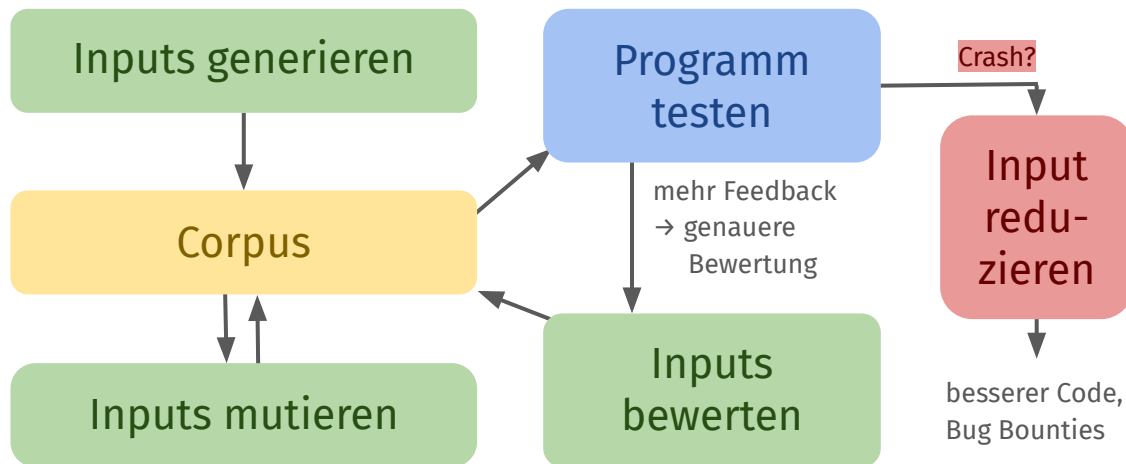 Inputs generieren
Programm
testen
Crash?
Input
redu-
zieren
mehr Feedback
→ genauere
Bewertung
Corpus
Inputs mutieren
Inputs
bewerten
besserer Code,
Bug Bounties